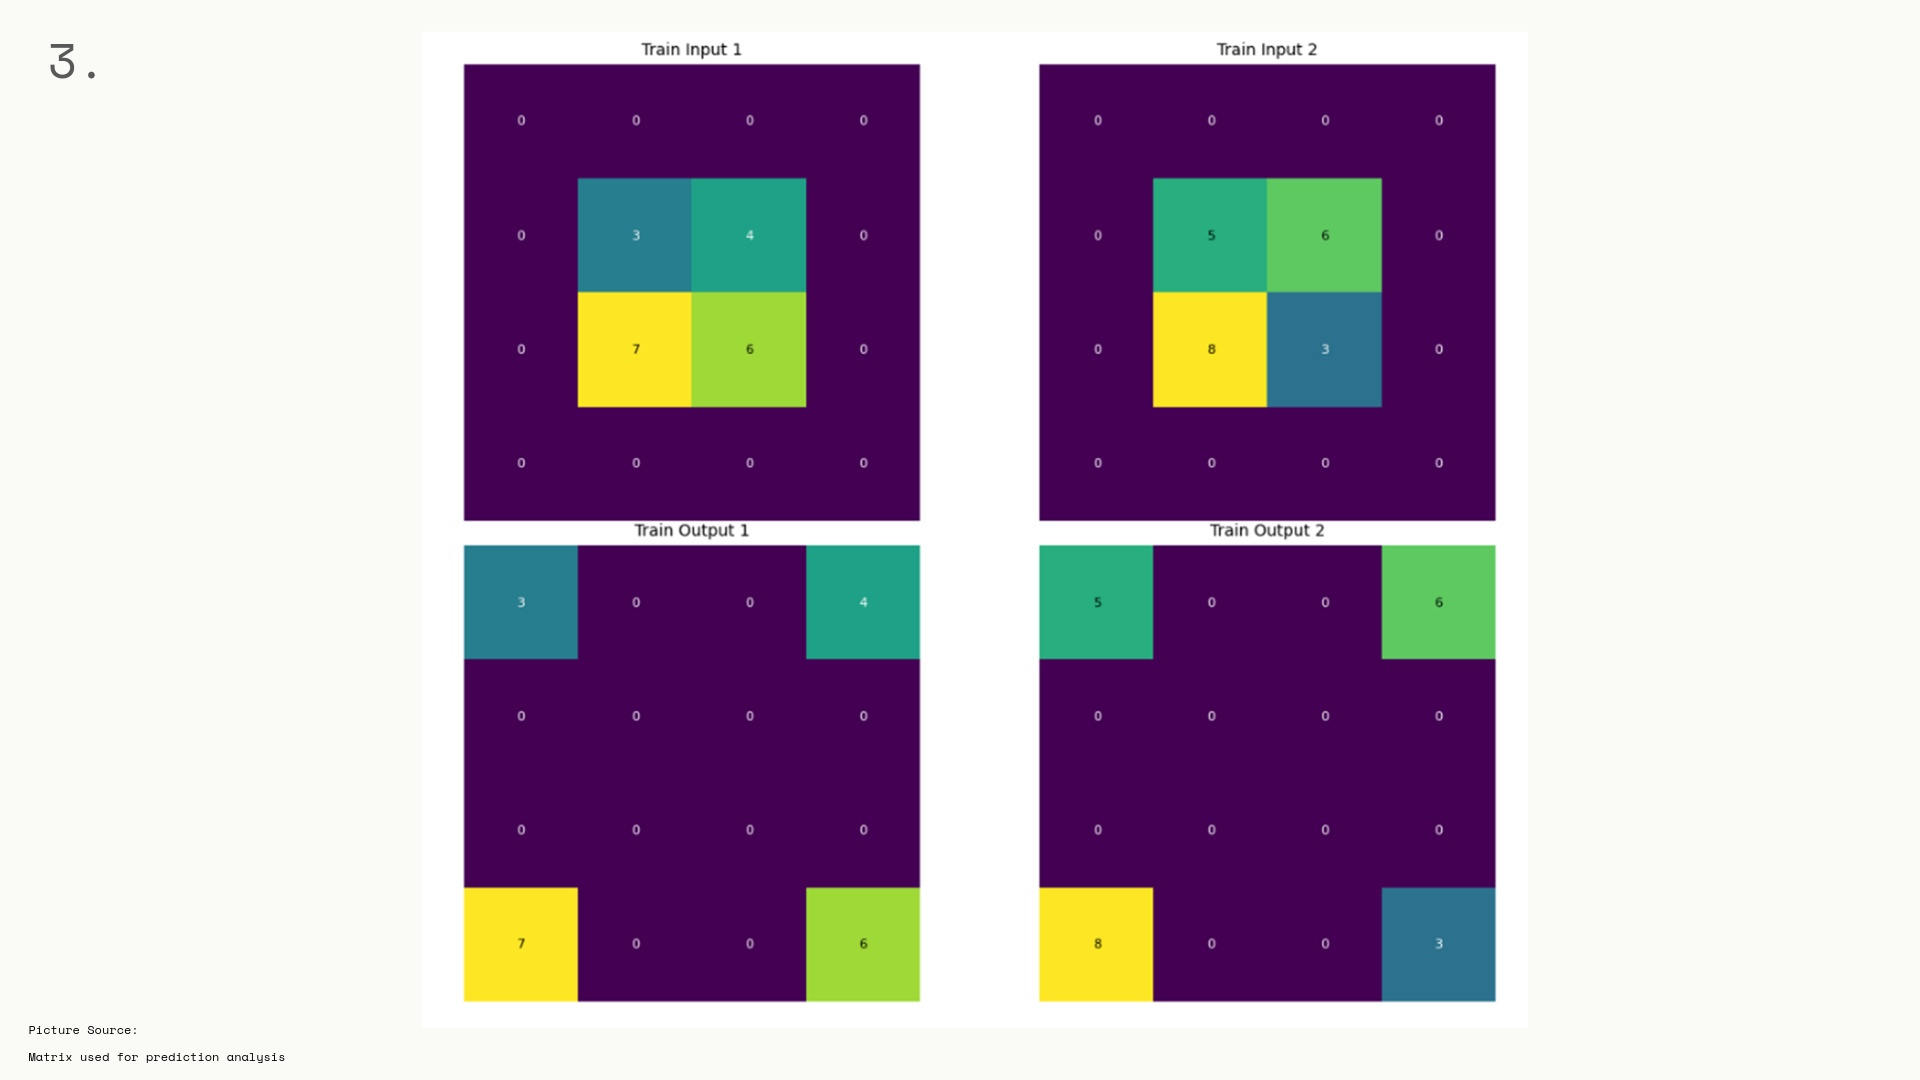 3.
Train Input 1
0 0 0 0
0 3 4 0
0 7 6 0
0 0 0 0
Train Input 2
0 0 0 0
0 5 6 0
0 8 3 0
0 0 0 0
Train Output 1
3 0 0 4
0 0 0 0
0 0 0 0
7 0 0 6
Train Output 2
5 0 0 6
0 0 0 0
0 0 0 0
8 0 0 3
Picture Source:
Matrix used for prediction analysis